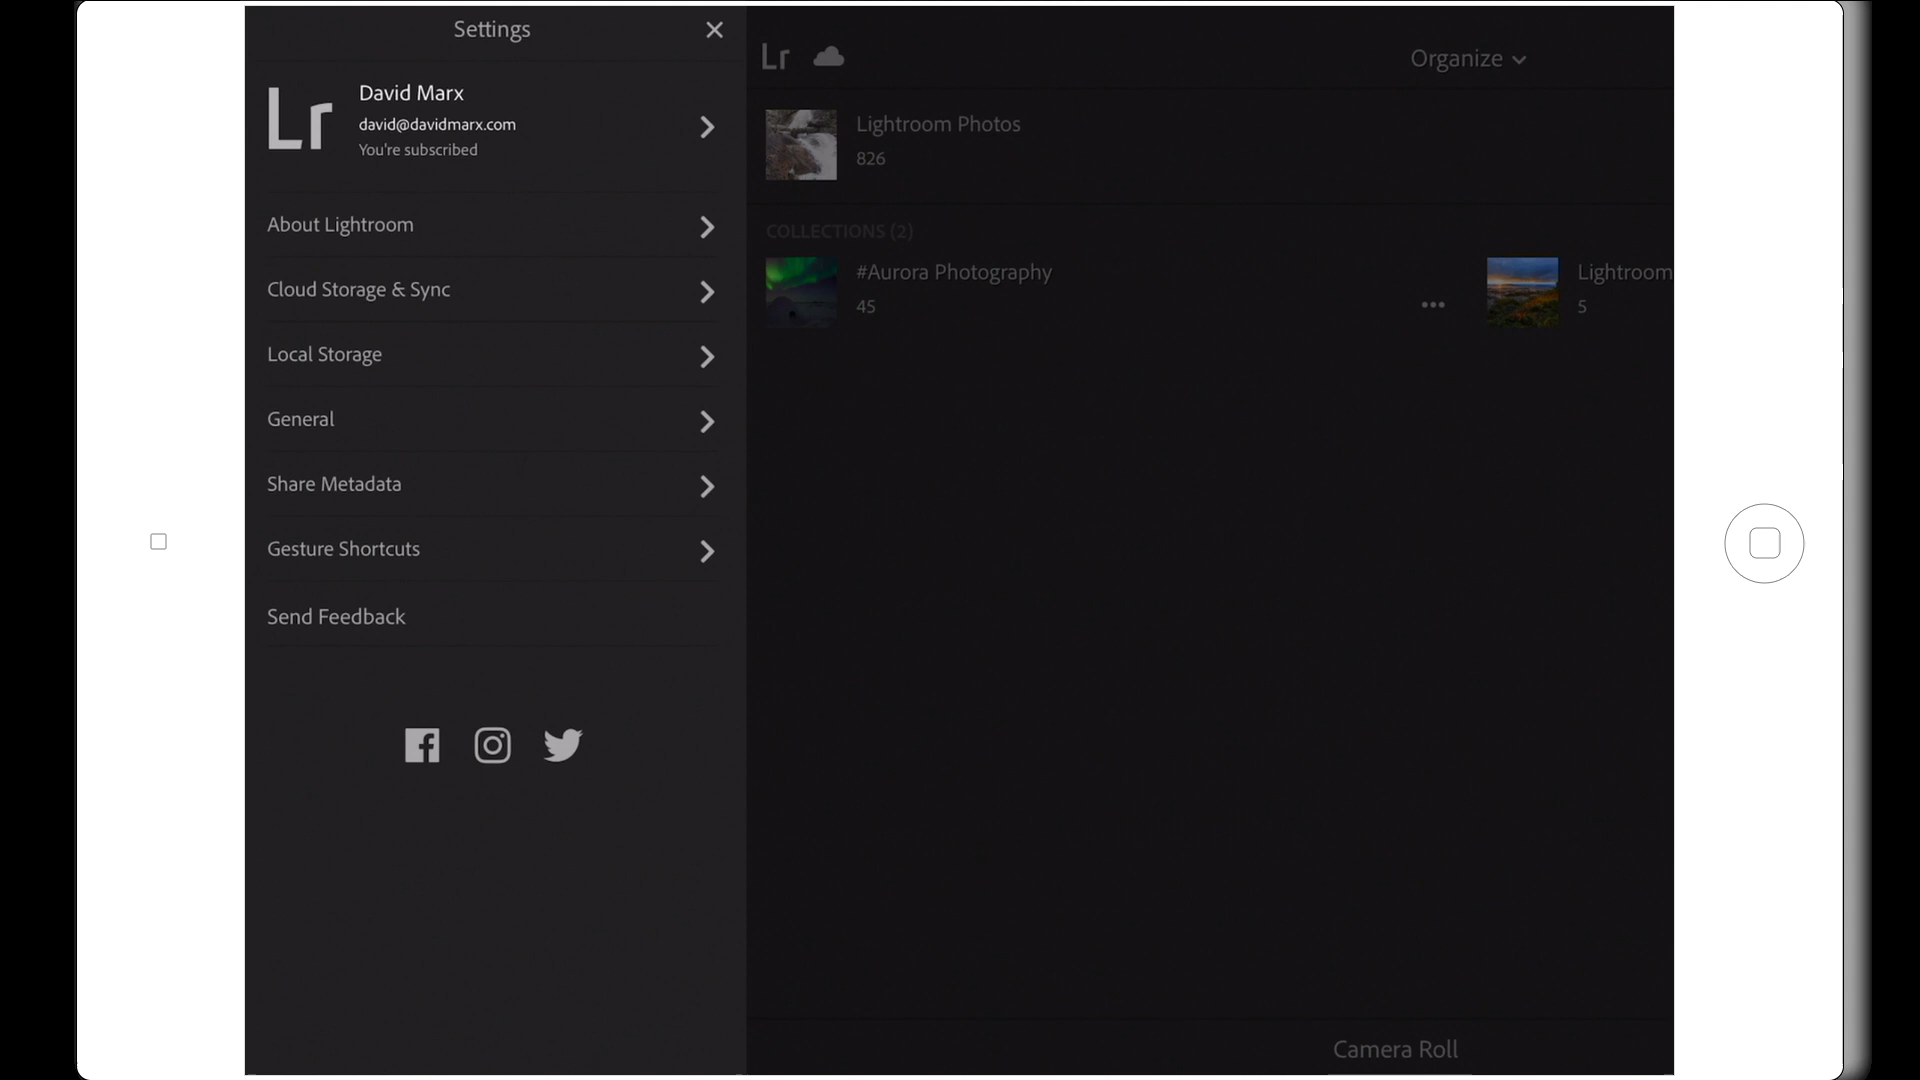 Settings
Lr
David Marx
david@davidmarx.com
You're subscribed
About Lightroom
Cloud Storage & Sync
Local Storage
General
Share Metadata
Gesture Shortcuts
Send Feedback
Lr
Organize
Lightroom Photos
826
COLLECTIONS (2)
#Aurora Photography
45
Lightroom
5
Camera Roll